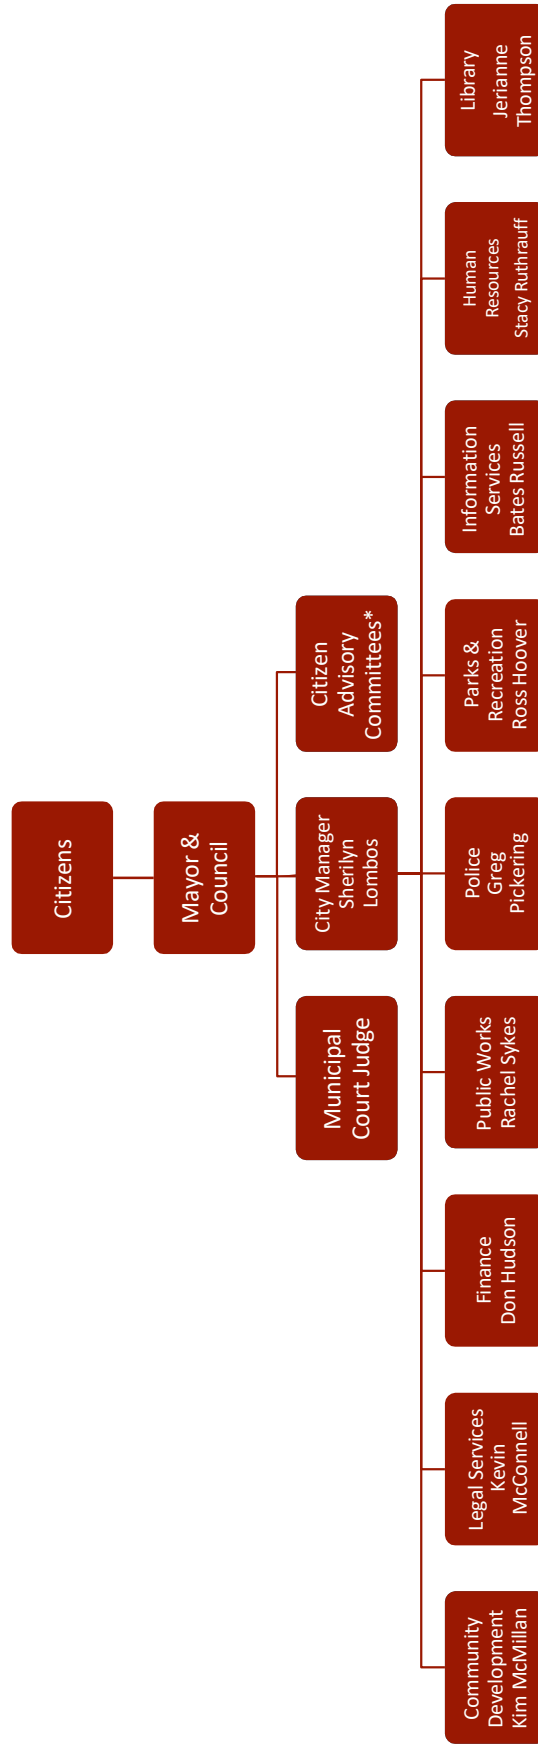 Citizens
Mayor &
Council
Municipal
Court Judge
City Manager
Sherilyn
Lombos
Citizen
Advisory
Committees*
Community
Development
Kim McMillan
Legal Services
Kevin
McConnell
Finance
Don Hudson
Public Works
Rachel Sykes
Police
Greg
Pickering
Parks &
Recreation
Ross Hoover
Information
Services
Bates Russell
Human
Resources
Stacy Ruthrauff
Library
Jerianne
Thompson